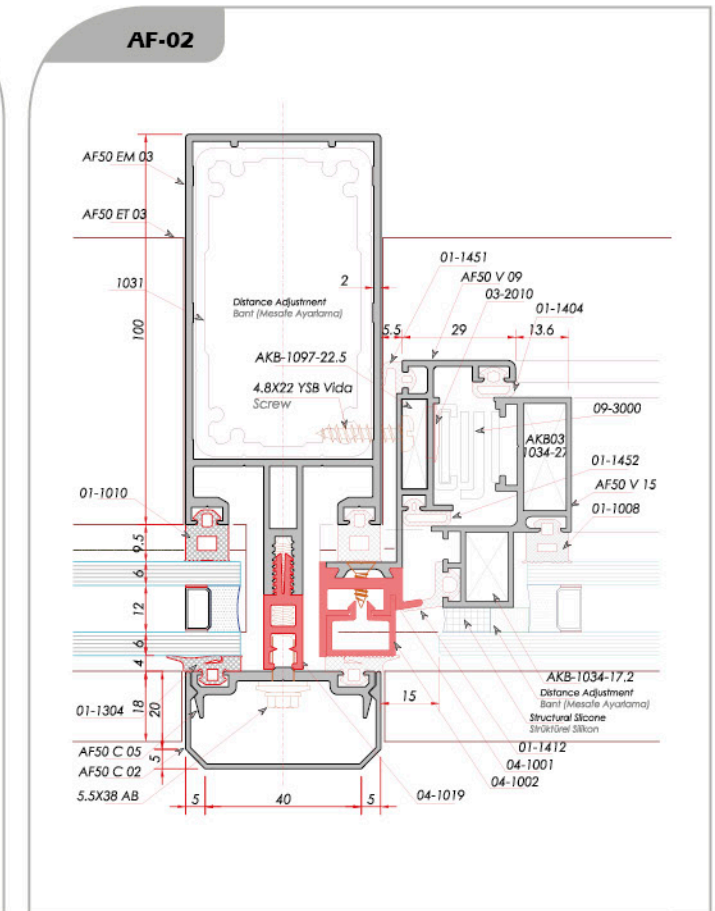 AF-02
AF50 EM 03
AF50 ET 03
1031
100
Distance Adjustment
Bant (Mesafe Ayarlama)
2
AKB-1097-22.5
4.8X22 YSB Vida
Screw
01-1451
AF50 V 09
03-2010
01-1404
5.5
29
13.6
09-3000
AKB03
1034-27
01-1452
AF50 V 15
01-1008
01-1010
9.5
6
12
6
4
18
20
5
01-1304
AF50 C 05
AF50 C 02
5.5X38 AB
5
40
5
15
AKB-1034-17.2
Distance Adjustment
Bant (Mesafe Ayarlama)
Structural Slicone
Strüktürel Silikon
01-1412
04-1001
04-1002
04-1019